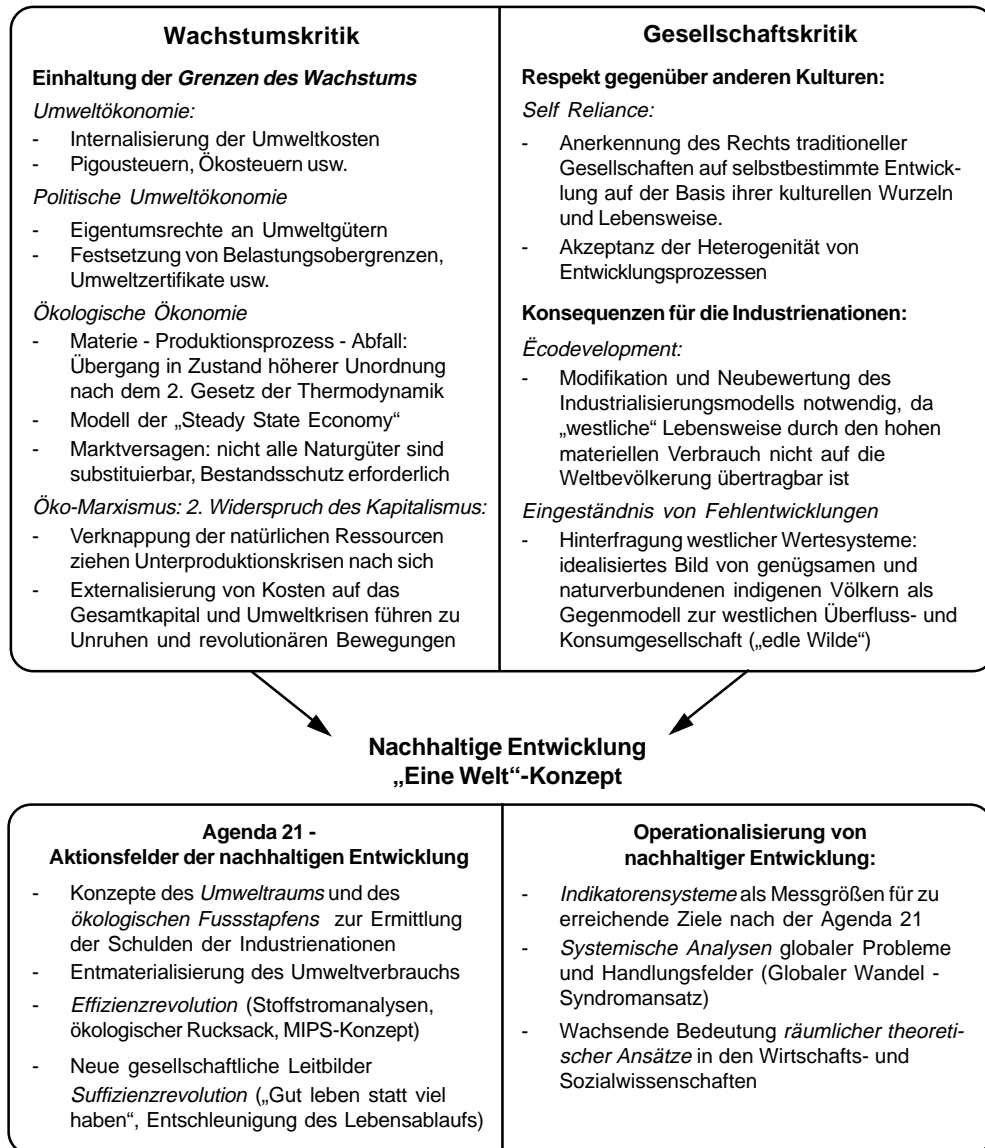 Wachstumskritik
Einhaltung der Grenzen des Wachstums
Umweltökonomie:
- Internalisierung der Umweltkosten
- Pigousteuern, Ökosteuern usw.
Politische Umweltökonomie
- Eigentumsrechte an Umweltgütern
- Festsetzung von Belastungsobergrenzen,
Umweltzertifikate usw.
Ökologische Ökonomie
- Materie - Produktionsprozess - Abfall:
Übergang in Zustand höherer Unordnung
nach dem 2. Gesetz der Thermodynamik
- Modell der „Steady State Economy“
- Marktversagen: nicht alle Naturgüter sind
substituierbar, Bestandsschutz erforderlich
Öko-Marxismus: 2. Widerspruch des Kapitalismus:
- Verknappung der natürlichen Ressourcen
ziehen Unterproduktionskrisen nach sich
- Externalisierung von Kosten auf das
Gesamtkapital und Umweltkrisen führen zu
Unruhen und revolutionären Bewegungen
Gesellschaftskritik
Respekt gegenüber anderen Kulturen:
Self Reliance:
- Anerkennung des Rechts traditioneller
Gesellschaften auf selbstbestimmte Entwick-
lung auf der Basis ihrer kulturellen Wurzeln
und Lebensweise.
- Akzeptanz der Heterogenität von
Entwicklungsprozessen
Konsequenzen für die Industrienationen:
Ëcodevelopment:
- Modifikation und Neubewertung des
Industrialisierungsmodells notwendig, da
„westliche“ Lebensweise durch den hohen
materiellen Verbrauch nicht auf die
Weltbevölkerung übertragbar ist
Eingeständnis von Fehlentwicklungen
- Hinterfragung westlicher Wertesysteme:
idealisiertes Bild von genügsamen und
naturverbundenen indigenen Völkern als
Gegenmodell zur westlichen Überfluss- und
Konsumgesellschaft („edle Wilde“)
Nachhaltige Entwicklung
„Eine Welt“-Konzept
Agenda 21 -
Aktionsfelder der nachhaltigen Entwicklung
- Konzepte des Umweltraums und des
ökologischen Fussstapfens zur Ermittlung
der Schulden der Industrienationen
- Entmaterialisierung des Umweltverbrauchs
- Effizienzrevolution (Stoffstromanalysen,
ökologischer Rucksack, MIPS-Konzept)
- Neue gesellschaftliche Leitbilder
Suffizienzrevolution („Gut leben statt viel
haben“, Entschleunigung des Lebensablaufs)
Operationalisierung von
nachhaltiger Entwicklung:
- Indikatorensysteme als Messgrößen für zu
erreichende Ziele nach der Agenda 21
- Systemische Analysen globaler Probleme
und Handlungsfelder (Globaler Wandel -
Syndromansatz)
- Wachsende Bedeutung räumlicher theoreti-
scher Ansätze in den Wirtschafts- und
Sozialwissenschaften